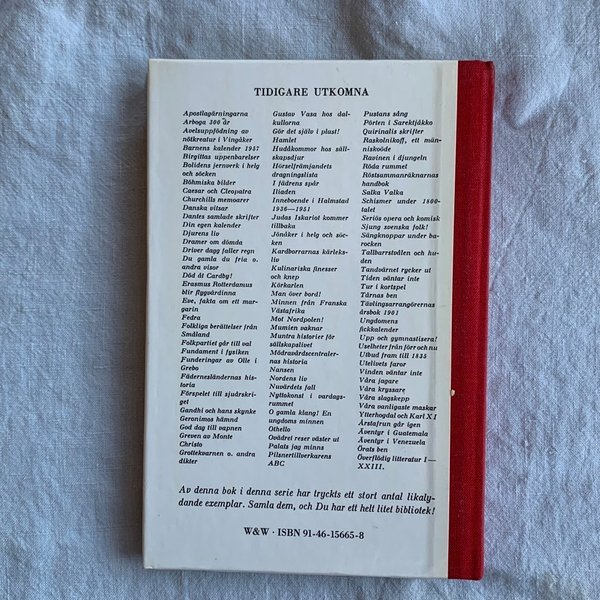 TIDIGARE UTKOMNA
Apostlagärningarna
Arboga 300 år
Avelsuppfödning av
nötkreatur i Vingåker
Barnens kalender 1957
Birgittas uppenbarelser
Bolidens jernverk i helg
och söcken
Böhmiska bilder
Caesar och Cleopatra
Churchills memoarer
Danska vitsar
Dantes samlade skrifter
Din egen kalender
Djurens liv
Dramer om dömda
Driver dagg faller regn
Du gamla du fria o.
andra visor
Död åt Cardby!
Erasmus Rotterdamus
blir flygvärdinna
Eve, fakta om ett mar-
garin
Fedra
Folkliga berättelser från
Småland
Folkpartiet går till val
Fundament i fysiken
Funderingar av Olle i
Grebo
Fädernesländernas his-
toria
Förspelet till sjudårskri-
get
Gandhi och hans skynke
Geronimos hämnd
God dag till vapnen
Greven av Monte
Christo
Grottekvarnen o. andra
dikter
Gustav Vasa hos dal-
kullorna
Gör det själv i plast!
Hamlet
Hudåkommor hos säll-
skapsdjur
Hörselfrämjandets
dragningslista
I fädrens spår
Iliaden
Inneboende i Halmstad
1936—1951
Judas Iskariot kommer
tillbaka
Jönåker i helg och söc-
ken
Kardborrarnas kärleks-
liv
Kulinariska finesser
och knep
Körkarlen
Man över bord!
Minnen från Franska
Västafrika
Mot Nordpolen!
Mumien vaknar
Muntra historier för
sällskapslivet
Mödravårdscentraler-
nas historia
Nansen
Nordens liv
Nuvärdets fall
Nyttokonst i vardags-
rummet
O gamla klang! En
ungdoms minnen
Othello
Ovädret reser väster ut
Palats jag minns
Pilsnertillverkarens
ABC
Pustans sång
Pörten i Sarektjåkko
Quirinalis skrifter
Raskolnikoff, ett män-
niskoöde
Ravinen i djungeln
Röda rummet
Röstsammanräknarnas
handbok
Salka Valka
Schismer under 1800-
talet
Seriös opera och komisk
Sjung svenska folk!
Sångknoppar under ba-
rocken
Tallbarrstvålen och hu-
den
Tandvärnet rycker ut
Tiden väntar inte
Tur i kortspel
Tärnas ben
Tävlingsarrangörernas
årsbok 1901
Ungdomens
fickkalender
Upp och gymnastisera!
Uselheter från förr och nu
Utbud fram till 1835
Utelivets faror
Vinden väntar inte
Våra jagare
Våra kryssare
Våra slagskepp
Våra vanligaste maskar
Ytterhogdal och Karl XI
Årstafrun går igen
Äventyr i Guatemala
Äventyr i Venezuela
Örats ben
Överflödig litteratur I—
XXIII.
Av denna bok i denna serie har tryckts ett stort antal likaly-
dande exemplar. Samla dem, och Du har ett helt litet bibliotek!
W&W · ISBN 91-46-15665-8